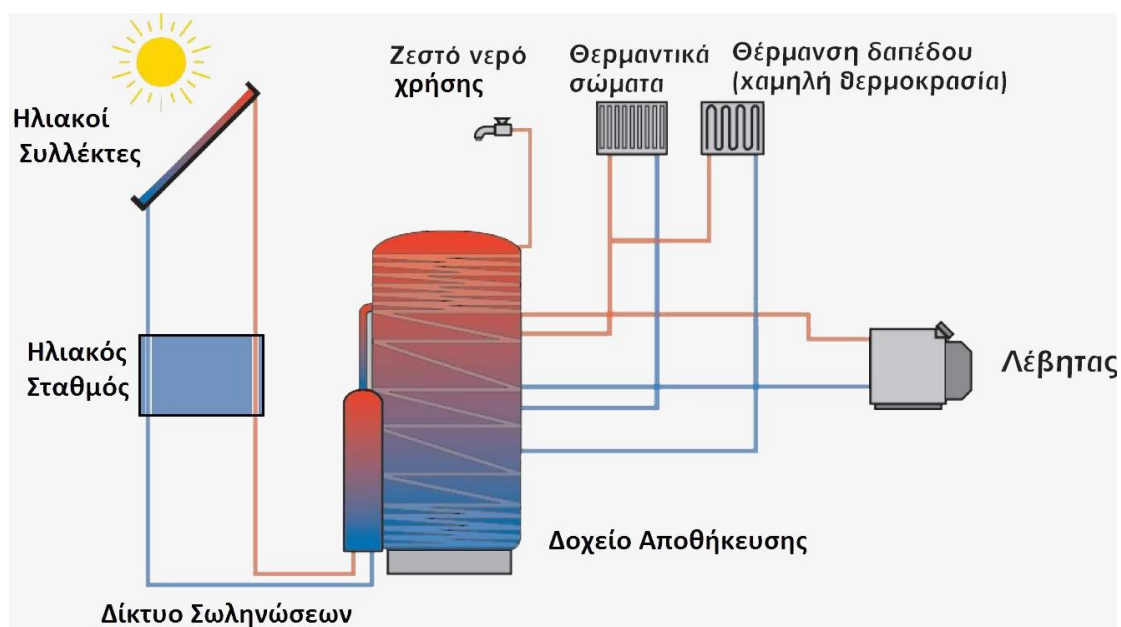 Ζεστό νερό
χρήσης
Θερμαντικά
σώματα
Θέρμανση δαπέδου
(χαμηλή θερμοκρασία)
Ηλιακοί
Συλλέκτες
Ηλιακός
Σταθμός
Λέβητας
Δοχείο Αποθήκευσης
Δίκτυο Σωληνώσεων